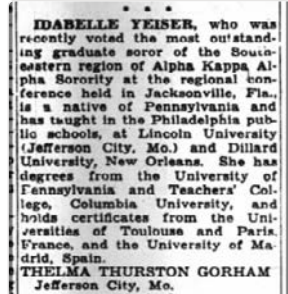 * * *
IDABELLE YEISER, who was
recently voted the most outstand-
ing graduate soror of the South-
eastern region of Alpha Kappa Al-
pha Sorority at the regional con-
ference held in Jacksonville, Fla.,
is a native of Pennsylvania and
has taught in the Philadelphia pub-
lic schools, at Lincoln University
(Jefferson City, Mo.) and Dillard
University, New Orleans. She has
degrees from the University of
Pennsylvania and Teachers' Col-
lege, Columbia University, and
holds certificates from the Uni-
versities of Toulouse and Paris,
France, and the University of Ma-
drid, Spain.
THELMA THURSTON GORHAM
Jefferson City, Mo.